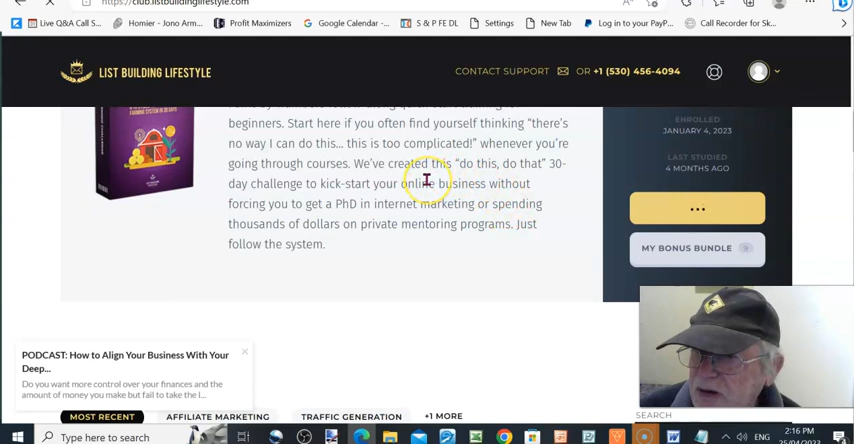 https://club.listbuildinglifestyle.com
Live Q&A Call S...
Homier - Jono Arm...
Profit Maximizers
Google Calendar -...
S & P FE DL
Settings
New Tab
Log in to your PayP...
Call Recorder for Sk...
LIST BUILDING LIFESTYLE
CONTACT SUPPORT OR +1 (530) 456-4094
beginners. Start here if you often find yourself thinking “there's
no way I can do this... this is too complicated!” whenever you're
going through courses. We've created this “do this, do that” 30-
day challenge to kick-start your online business without
forcing you to get a PhD in internet marketing or spending
thousands of dollars on private mentoring programs. Just
follow the system.
ENROLLED
JANUARY 4, 2023
LAST STUDIED
4 MONTHS AGO
...
MY BONUS BUNDLE
PODCAST: How to Align Your Business With Your
Deep...
Do you want more control over your finances and the
amount of money you make but fail to take the l...
MOST RECENT
AFFILIATE MARKETING
TRAFFIC GENERATION
+1 MORE
SEARCH
Type here to search
ENG
2:16 PM
25/04/2023